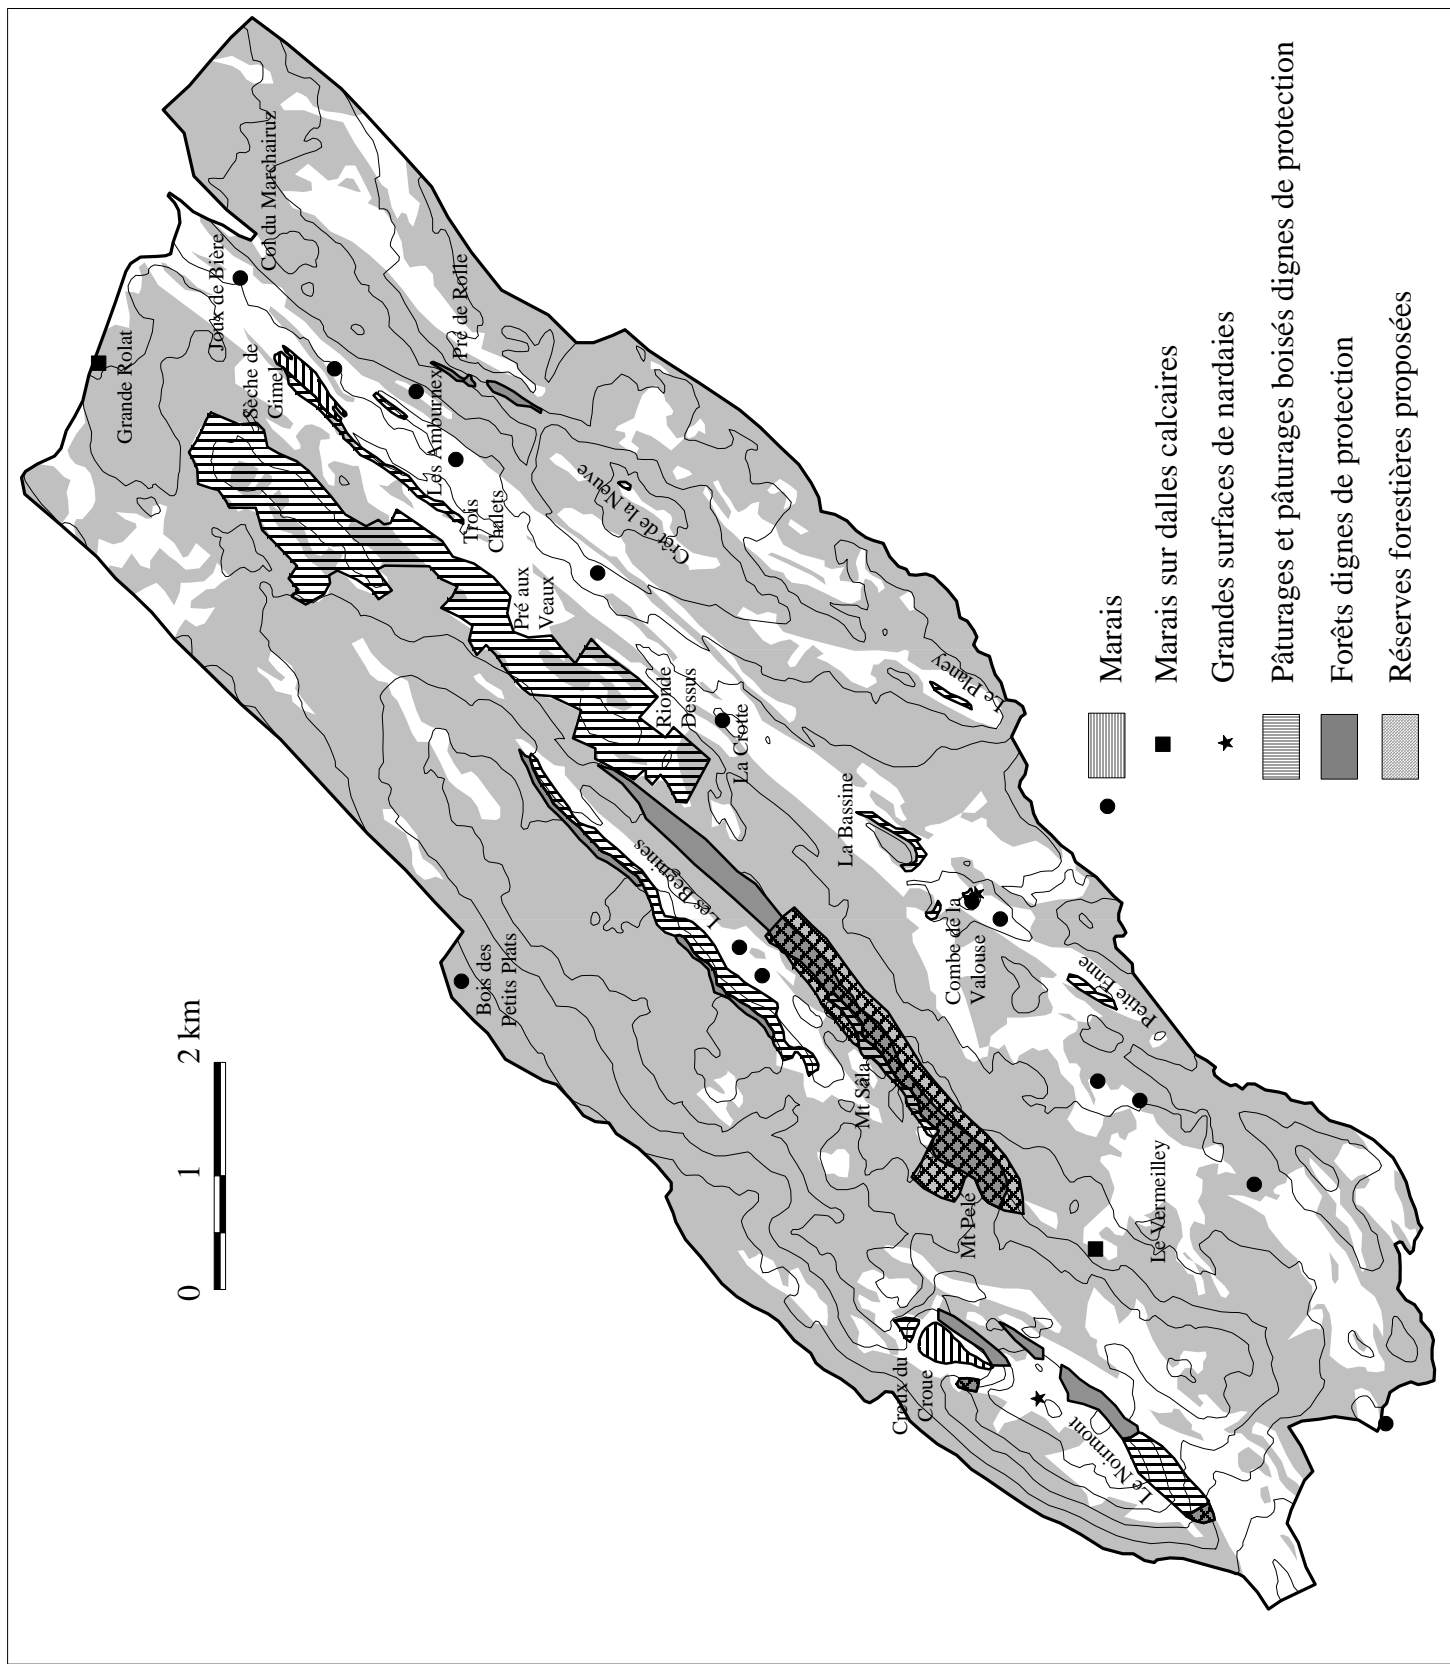 Col du Marchairuz
Joux de Bière
Grande Rolat
Sèche de
Gimel
Pré de Rolle
Les Amburnex
Trois
Chalets
Crêt de la Neuve
Pré aux
Veaux
Rionde
Dessus
La Crotte
Le Planey
La Bassine
Les Begnines
Bois des
Petits Plats
Combe de la
Valouse
Petite Enne
Mt Sâla
Mt Pelé
Le Vermeilley
Creux du
Croue
Le Noirmont
0 1 2 km
Marais
Marais sur dalles calcaires
Grandes surfaces de nardaies
Pâturages et pâturages boisés dignes de protection
Forêts dignes de protection
Réserves forestières proposées